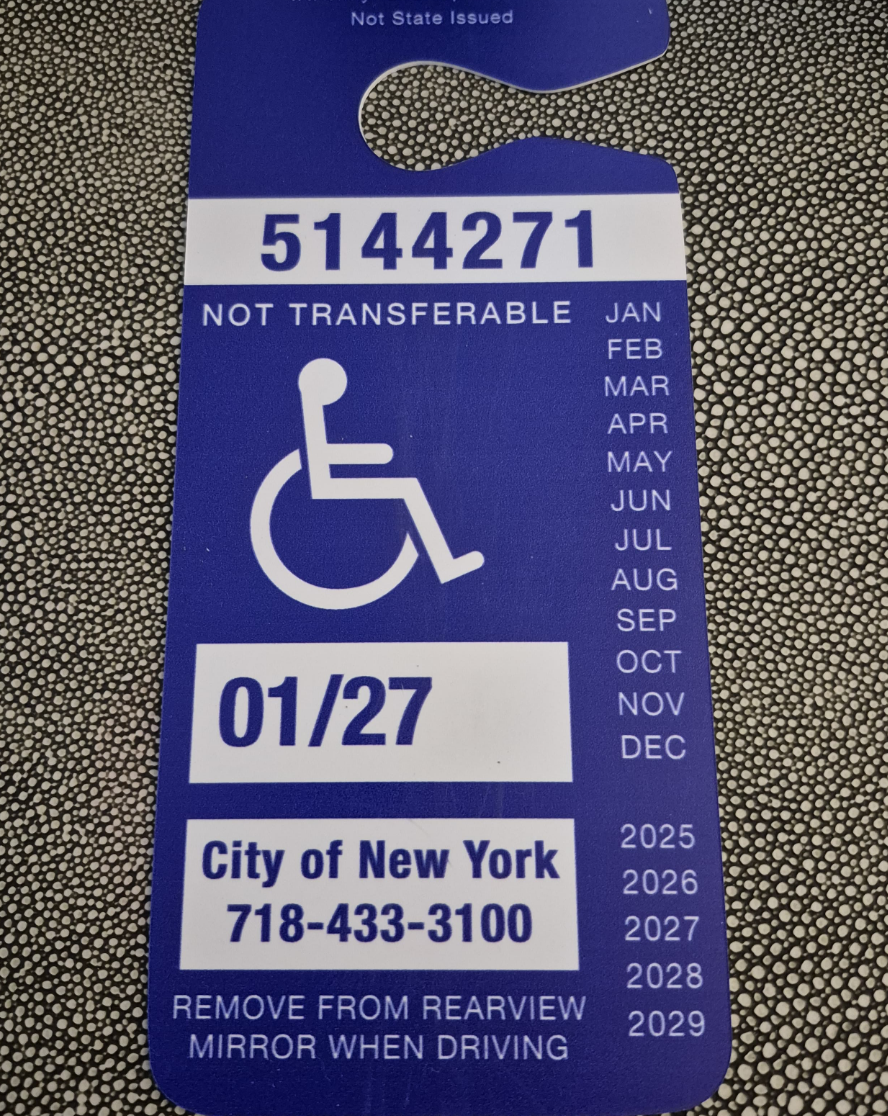 Not State Issued
5144271
NOT TRANSFERABLE
JAN
FEB
MAR
APR
MAY
JUN
JUL
AUG
SEP
OCT
NOV
DEC
01/27
City of New York
718-433-3100
2025
2026
2027
2028
2029
REMOVE FROM REARVIEW
MIRROR WHEN DRIVING